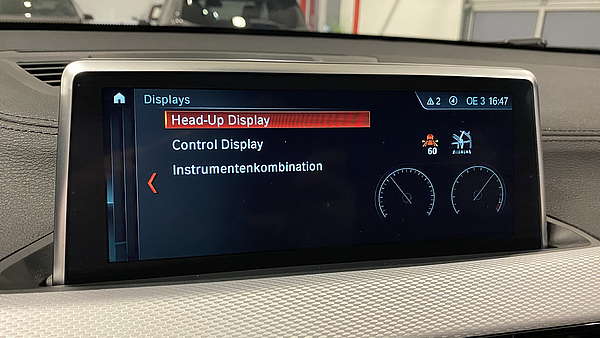 Displays
2 4 OE 3 16:47
Head-Up Display
Control Display
Instrumentenkombination
60